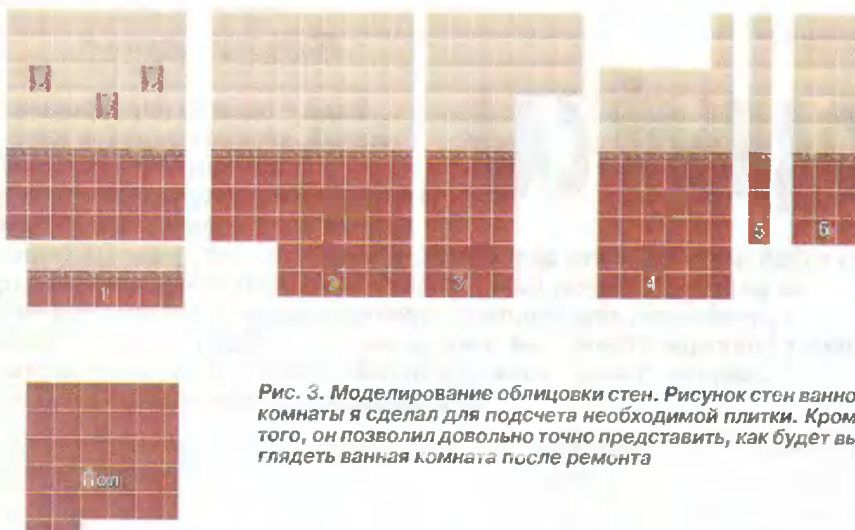 1
2
3
4
5
6
Пол
Рис. 3. Моделирование облицовки стен. Рисунок стен ванно
комнаты я сделал для подсчета необходимой плитки. Кром
того, он позволил довольно точно представить, как будет вы
глядеть ванная комната после ремонта